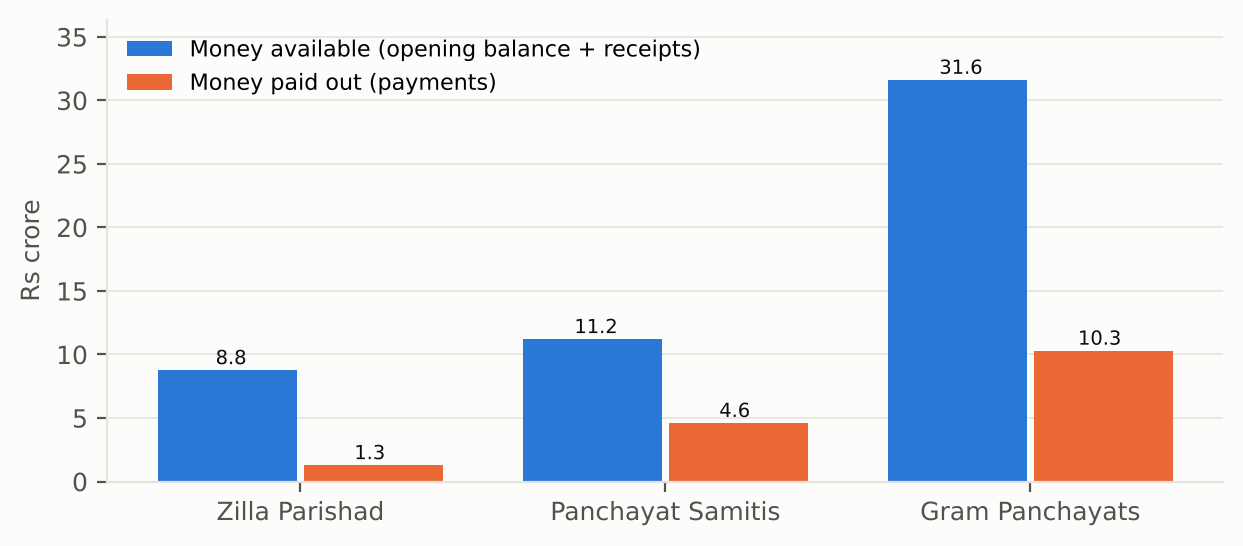 Money available (opening balance + receipts)
Money paid out (payments)
Rs crore
35
30
25
20
15
10
5
0
8.8
1.3
11.2
4.6
31.6
10.3
Zilla Parishad
Panchayat Samitis
Gram Panchayats